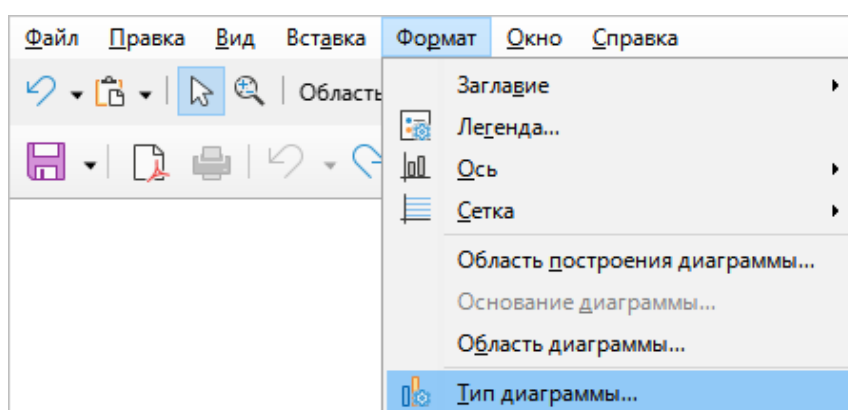 Файл Правка Вид Вставка Формат Окно Справка
Область
Заглавие
Легенда...
Ось
Сетка
Область построения диаграммы...
Основание диаграммы...
Область диаграммы...
Тип диаграммы...